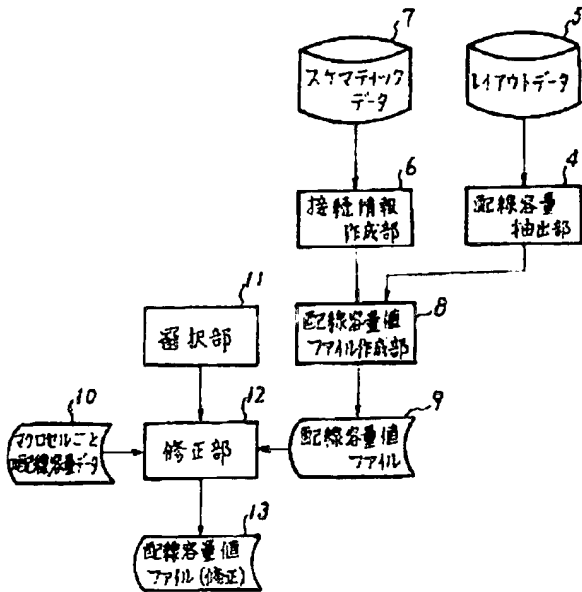 7
5
スケマティック
データ
レイアウトデータ
6
4
接続情報
作成部
配線容量
抽出部
11
8
選択部
配線容量値
ファイル作成部
10
12
9
マクロセルごと
配線容量データ
修正部
配線容量値
ファイル
13
配線容量値
ファイル(修正)